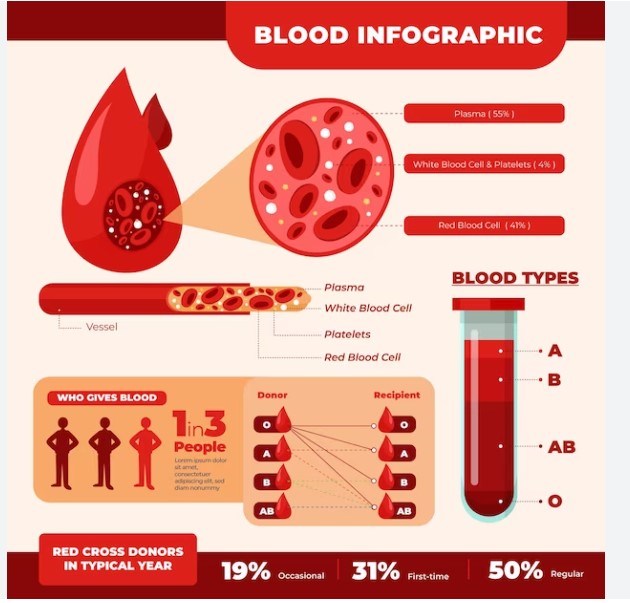 BLOOD INFOGRAPHIC
Plasma ( 55% )
White Blood Cell & Platelets ( 4% )
Red Blood Cell ( 41% )
Plasma
White Blood Cell
Platelets
Red Blood Cell
Vessel
BLOOD TYPES
A
B
AB
O
WHO GIVES BLOOD
1in3
People
Lorem ipsum dolor
sit amet,
consectetuer
adipiscing elit, sed
diam nonummy
Donor Recipient
O O
A A
B B
AB AB
RED CROSS DONORS
IN TYPICAL YEAR
19% Occasional 31% First-time 50% Regular